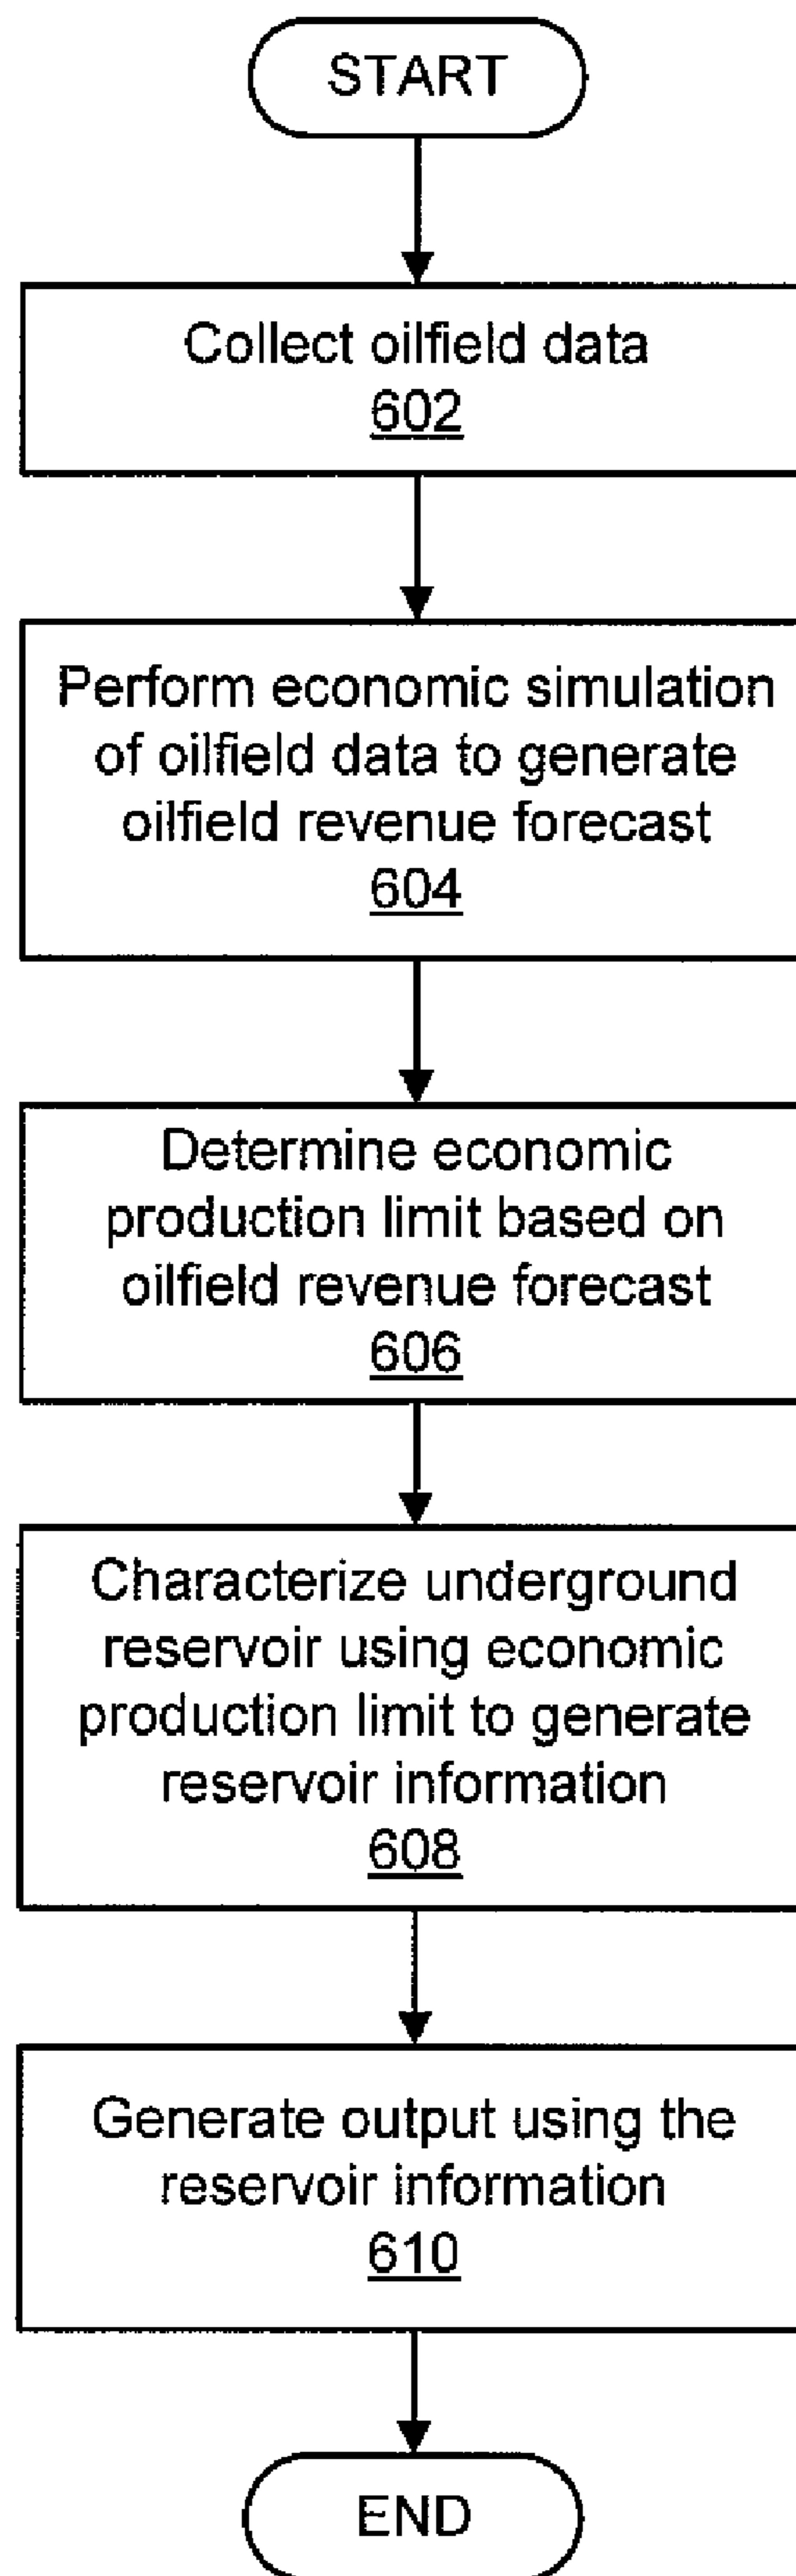 START
Collect oilfield data
602
Perform economic simulation
of oilfield data to generate
oilfield revenue forecast
604
Determine economic
production limit based on
oilfield revenue forecast
606
Characterize underground
reservoir using economic
production limit to generate
reservoir information
608
Generate output using the
reservoir information
610
END